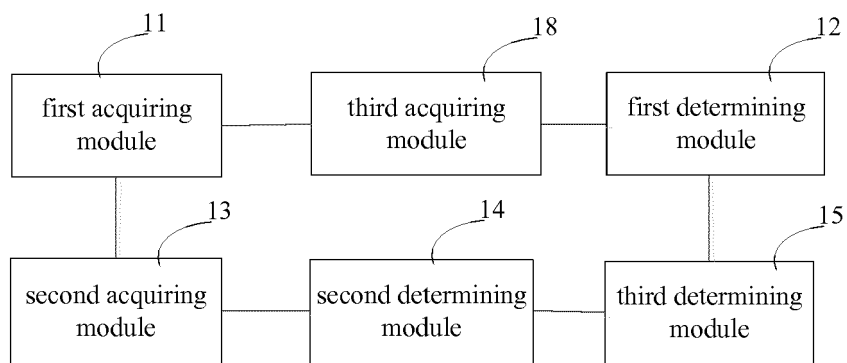 11
18
12
first acquiring
module
third acquiring
module
first determining
module
13
14
15
second acquiring
module
second determining
module
third determining
module